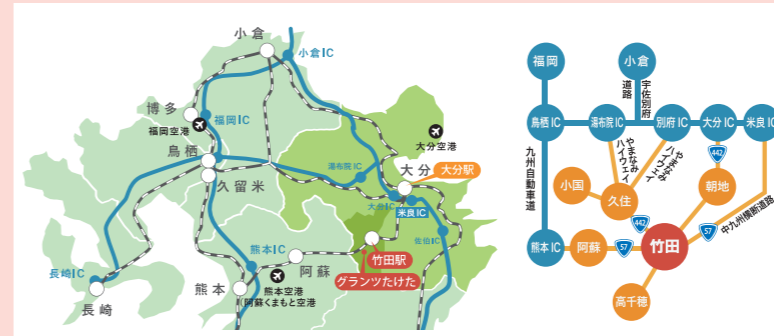 小倉
小倉IC
博多
福岡空港
福岡IC
鳥栖
久留米
湯布院IC
大分空港
大分
大分駅
大分IC
米良IC
佐伯IC
竹田駅
グランツたけた
熊本IC
阿蘇
熊本
熊本空港
(阿蘇くまもと空港)
長崎IC
長崎
福岡
小倉
宇佐別府
道路
鳥栖IC
湯布院IC
別府IC
大分IC
米良IC
九州自動車道
やまなみ
ハイウェイ
やまなみ
ハイウェイ
442
小国
久住
朝地
442
57
中九州横断道路
熊本IC
阿蘇
57
竹田
高千穂